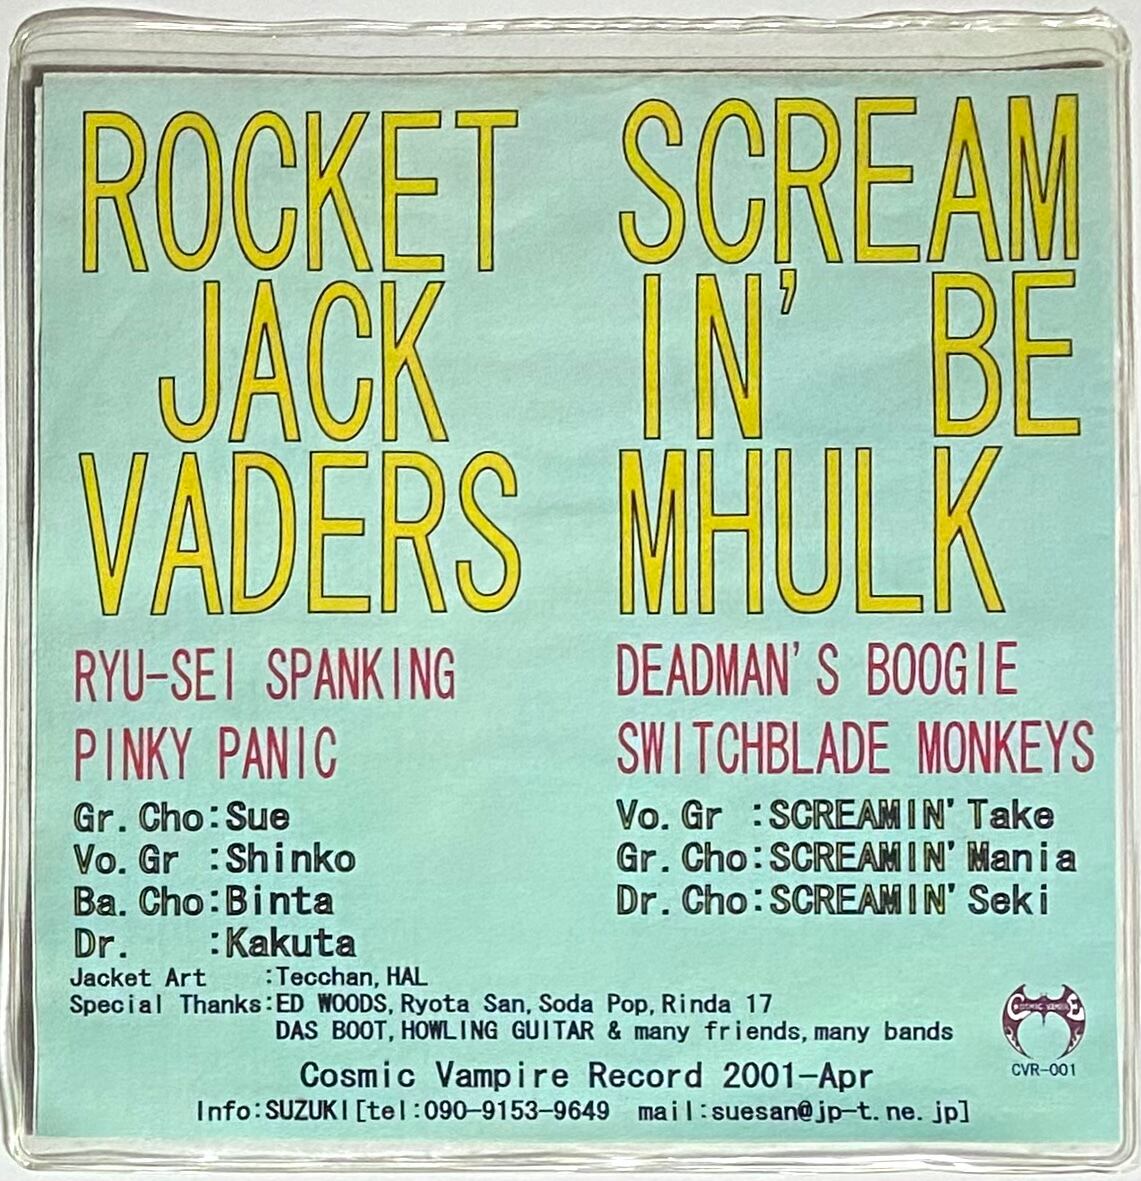 ROCKET
JACK
VADERS
SCREAM
IN' BE
MHULK
RYU-SEI SPANKING
PINKY PANIC
DEADMAN'S BOOGIE
SWITCHBLADE MONKEYS
Gr. Cho:Sue
Vo. Gr :Shinko
Ba. Cho:Binta
Dr. :Kakuta
Vo. Gr :SCREAMIN' Take
Gr. Cho:SCREAMIN' Mania
Dr. Cho:SCREAMIN' Seki
Jacket Art :Tecchan, HAL
Special Thanks:ED WOODS, Ryota San, Soda Pop, Rinda 17
DAS BOOT, HOWLING GUITAR & many friends, many bands
COSMIC VAMPIRE
CVR-001
Cosmic Vampire Record 2001-Apr
Info:SUZUKI[tel:090-9153-9649 mail:suesan@jp-t.ne.jp]